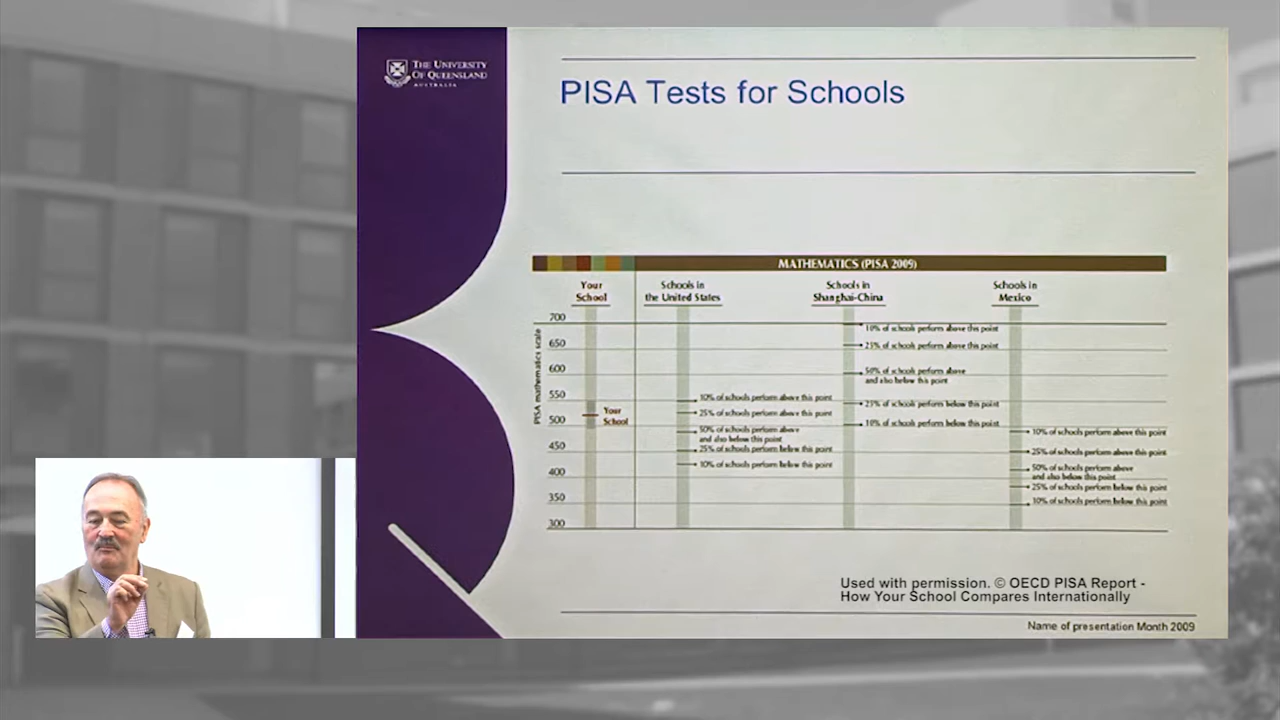 THE UNIVERSITY
OF QUEENSLAND
AUSTRALIA
PISA Tests for Schools
MATHEMATICS (PISA 2009)
Your
School
Schools in
the United States
Schools in
Shanghai-China
Schools in
Mexico
PISA mathematics scale
700
650
600
550
500
450
400
350
300
Your
School
10% of schools perform above this point
25% of schools perform above this point
50% of schools perform above
and also below this point
25% of schools perform below this point
10% of schools perform below this point
10% of schools perform above this point
25% of schools perform above this point
50% of schools perform above
and also below this point
25% of schools perform below this point
10% of schools perform below this point
10% of schools perform above this point
25% of schools perform above this point
50% of schools perform above
and also below this point
25% of schools perform below this point
10% of schools perform below this point
Used with permission. © OECD PISA Report -
How Your School Compares Internationally
Name of presentation Month 2009